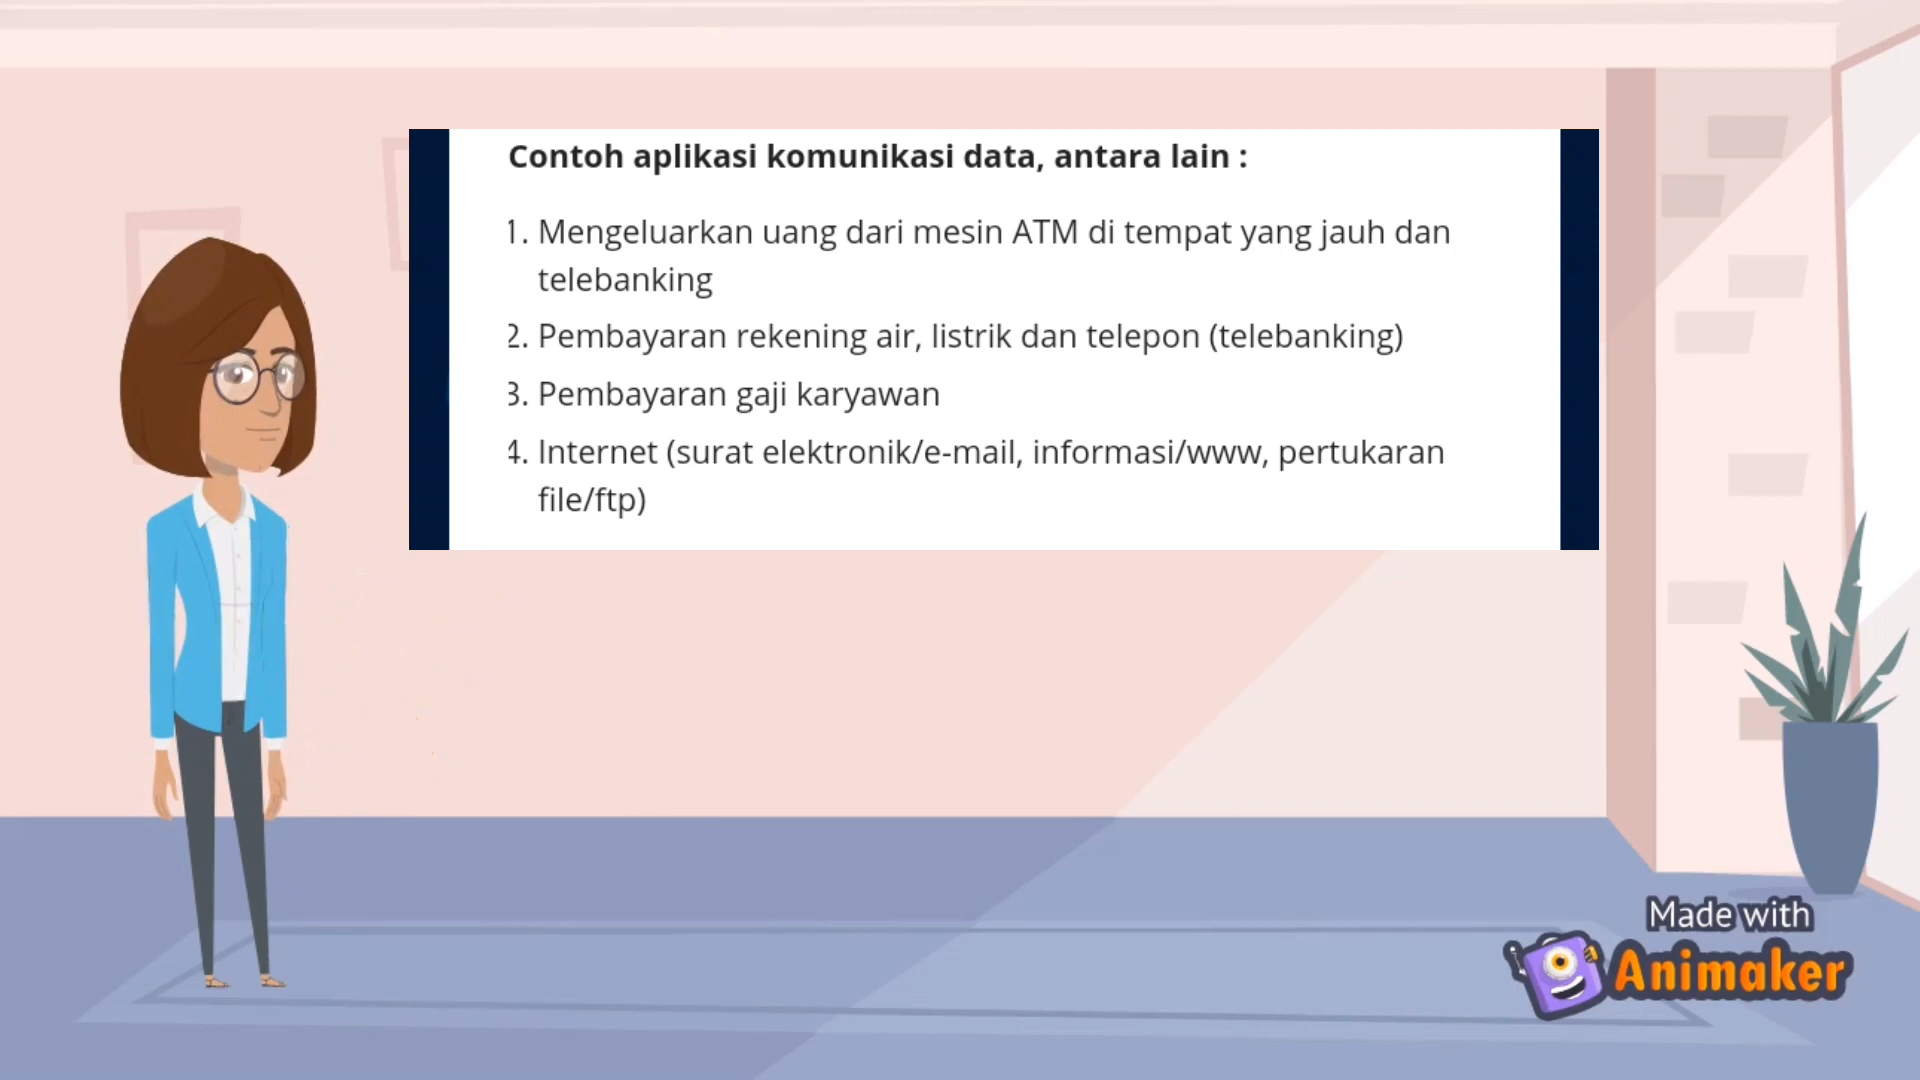 Contoh aplikasi komunikasi data, antara lain :
1. Mengeluarkan uang dari mesin ATM di tempat yang jauh dan
telebanking
2. Pembayaran rekening air, listrik dan telepon (telebanking)
3. Pembayaran gaji karyawan
4. Internet (surat elektronik/e-mail, informasi/www, pertukaran
file/ftp)
Made with
Animaker